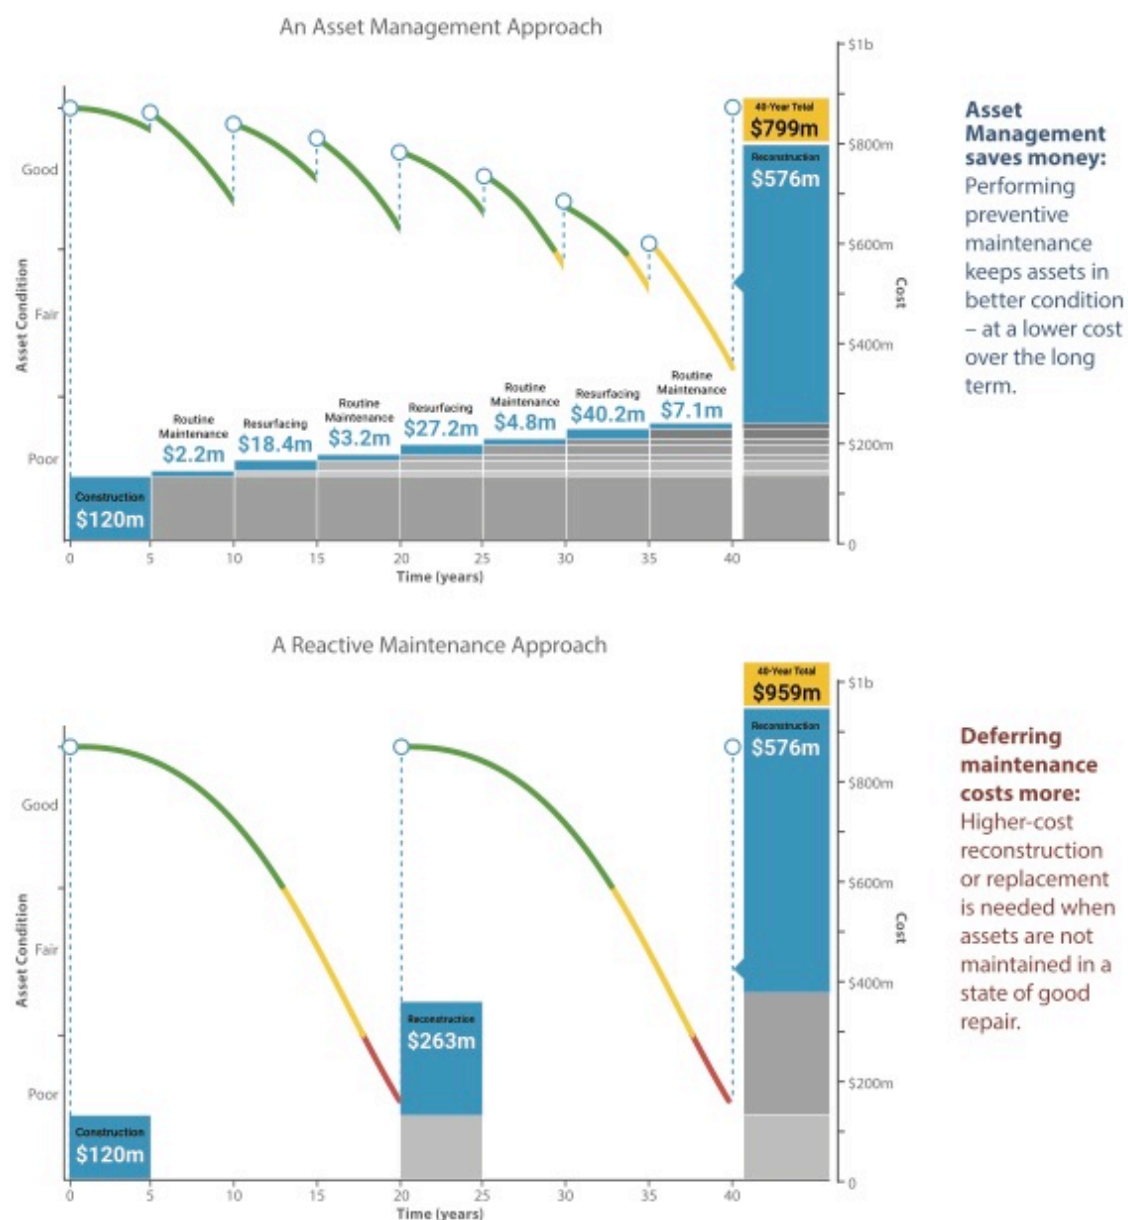 An Asset Management Approach
$1b
$800m
$600m
$400m
$200m
0
Cost
Good
Fair
Poor
Asset Condition
Construction
$120m
Routine
Maintenance
$2.2m
Resurfacing
$18.4m
Routine
Maintenance
$3.2m
Resurfacing
$27.2m
Routine
Maintenance
$4.8m
Resurfacing
$40.2m
Routine
Maintenance
$7.1m
40-Year Total
$799m
Reconstruction
$576m
0 5 10 15 20 25 30 35 40
Time (years)
Asset
Management
saves money:
Performing
preventive
maintenance
keeps assets in
better condition
– at a lower cost
over the long
term.
A Reactive Maintenance Approach
$1b
$800m
$600m
$400m
$200m
0
Cost
Good
Fair
Poor
Asset Condition
Construction
$120m
Reconstruction
$263m
40-Year Total
$959m
Reconstruction
$576m
0 5 10 15 20 25 30 35 40
Time (years)
Deferring
maintenance
costs more:
Higher-cost
reconstruction
or replacement
is needed when
assets are not
maintained in a
state of good
repair.